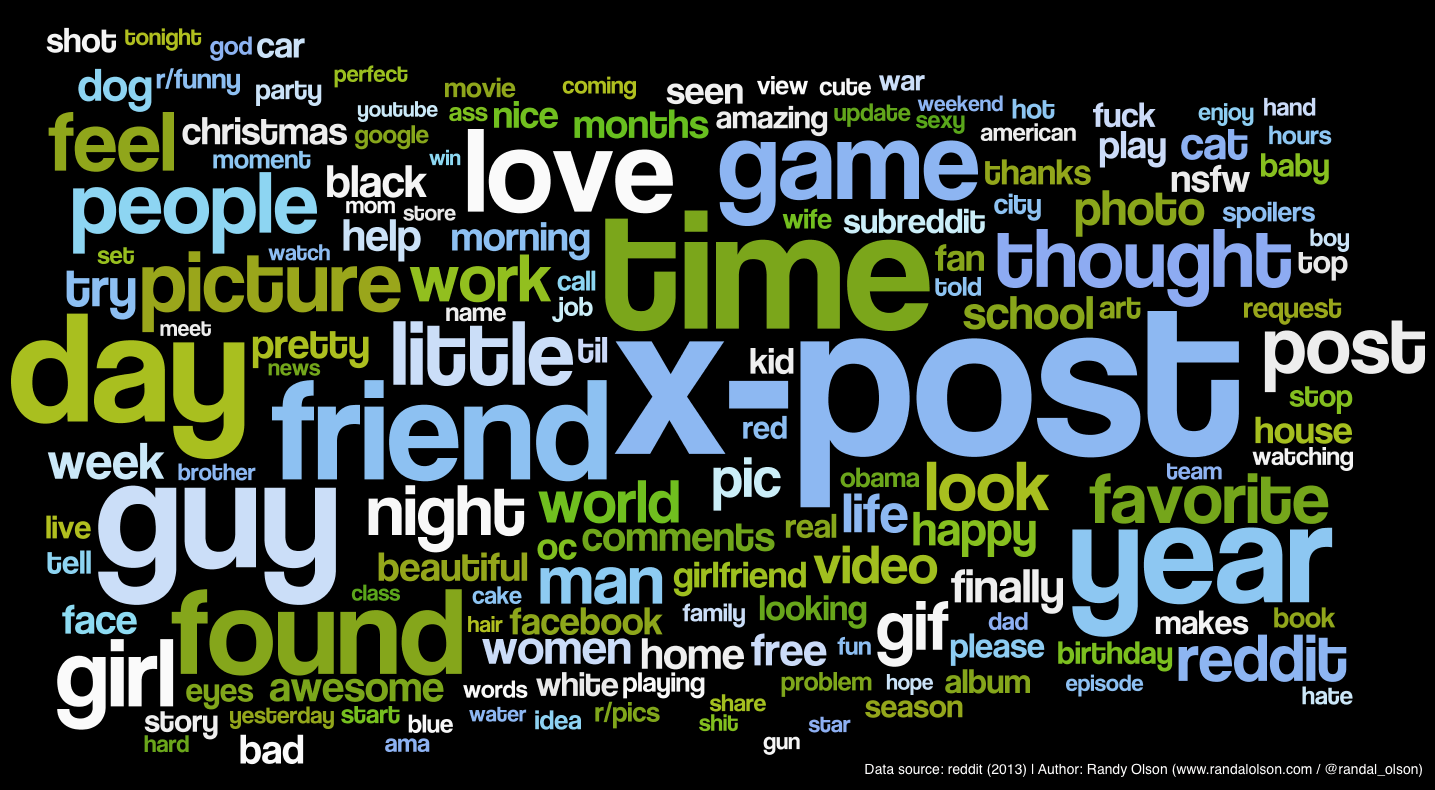 shot
tonight
god
car
dog
r/funny
party
perfect
youtube
movie
coming
seen
view
cute
war
feel
christmas
google
ass
nice
months
amazing
update
weekend
sexy
hot
american
fuck
enjoy
hand
play
cat
hours
baby
moment
win
love
game
thanks
nsfw
people
black
mom
store
help
morning
wife
subreddit
city
photo
spoilers
boy
top
set
watch
try
picture
work
call
job
name
time
fan
told
thought
school
art
request
meet
day
pretty
news
little
til
kid
x-post
post
friend
red
stop
house
watching
week
brother
pic
obama
look
team
guy
night
world
life
favorite
live
tell
comments
real
happy
oc
beautiful
man
girlfriend
video
finally
year
class
cake
face
found
hair
facebook
family
looking
gif
dad
makes
book
girl
women
home
free
fun
please
birthday
reddit
eyes
awesome
words
white
playing
problem
hope
album
episode
hate
story
yesterday
start
blue
water
idea
r/pics
share
shit
star
season
hard
bad
ama
gun
Data source: reddit (2013) | Author: Randy Olson (www.randalolson.com / @randal_olson)